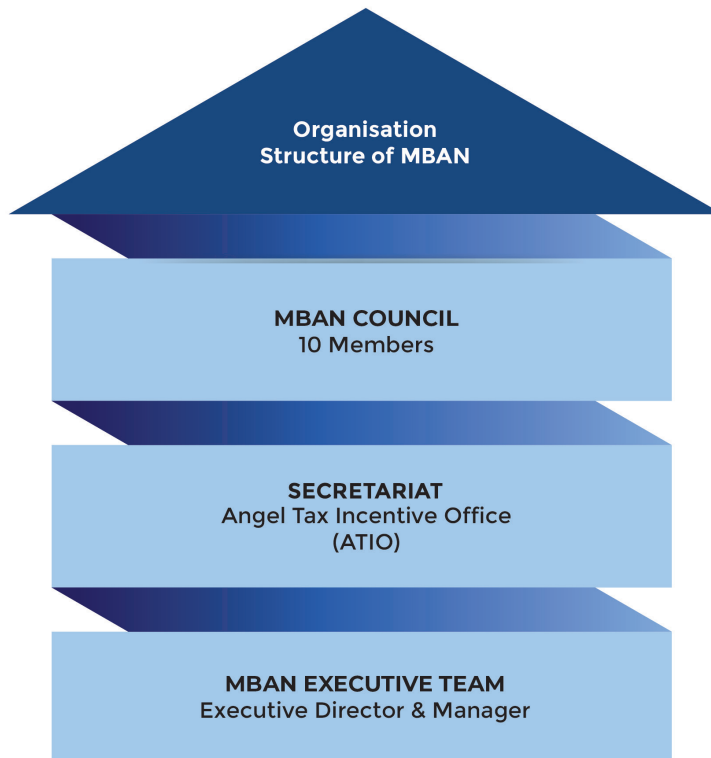 Organisation
Structure of MBAN
MBAN COUNCIL
10 Members
SECRETARIAT
Angel Tax Incentive Office
(ATIO)
MBAN EXECUTIVE TEAM
Executive Director & Manager